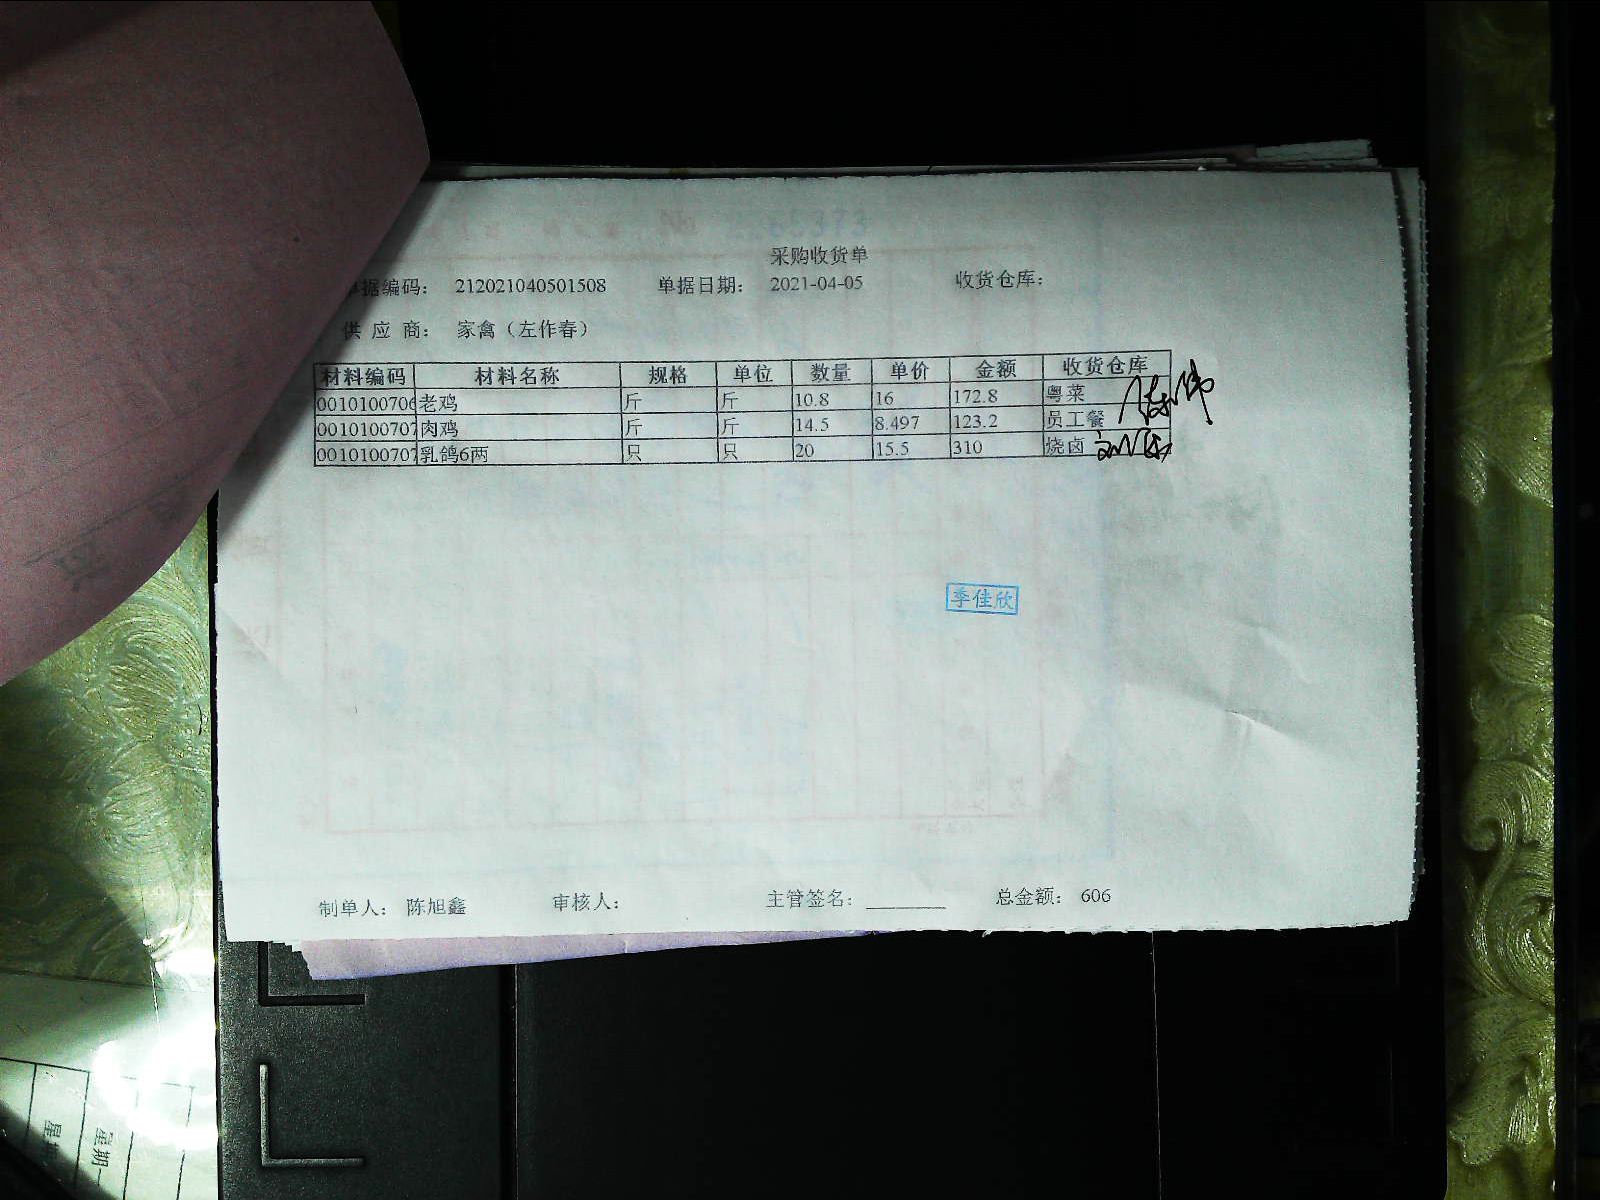 采购收货单
单据编码： 212021040501508 单据日期： 2021-04-05 收货仓库：
供 应 商： 家禽（左作春）
材料编码 材料名称 规格 单位 数量 单价 金额 收货仓库
0010100706 老鸡 斤 斤 10.8 16 172.8 粤菜
0010100707 肉鸡 斤 斤 14.5 8.497 123.2 员工餐
0010100707 乳鸽6两 只 只 20 15.5 310 烧卤
季佳欣
制单人： 陈旭鑫 审核人： 主管签名： ________ 总金额： 606
星期一